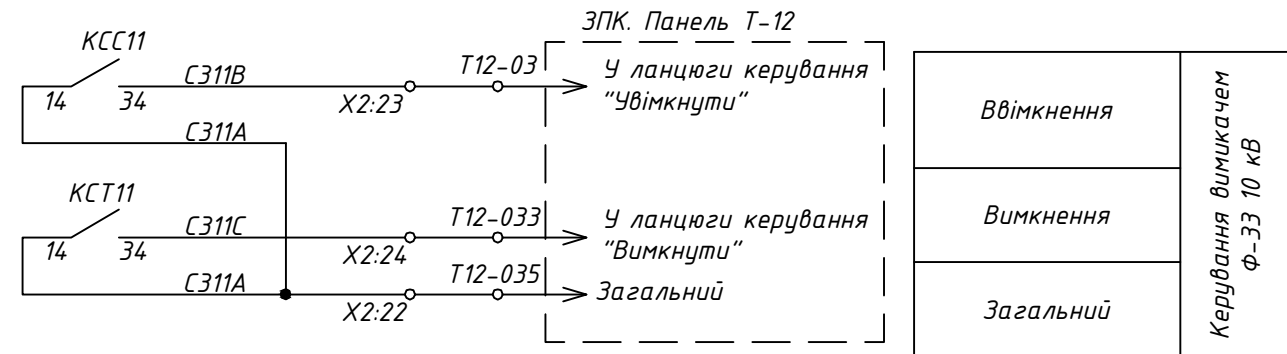 ЗПК. Панель Т-12
КСС11
С311В
Т12-03
У ланцюги керування
"Увімкнути"
14
34
Х2:23
С311А
КСТ11
С311С
Т12-033
У ланцюги керування
"Вимкнути"
14
34
Х2:24
С311А
Т12-035
Загальний
Х2:22
Ввімкнення
Вимкнення
Загальний
Керування вимикачем
Ф-33 10 кВ